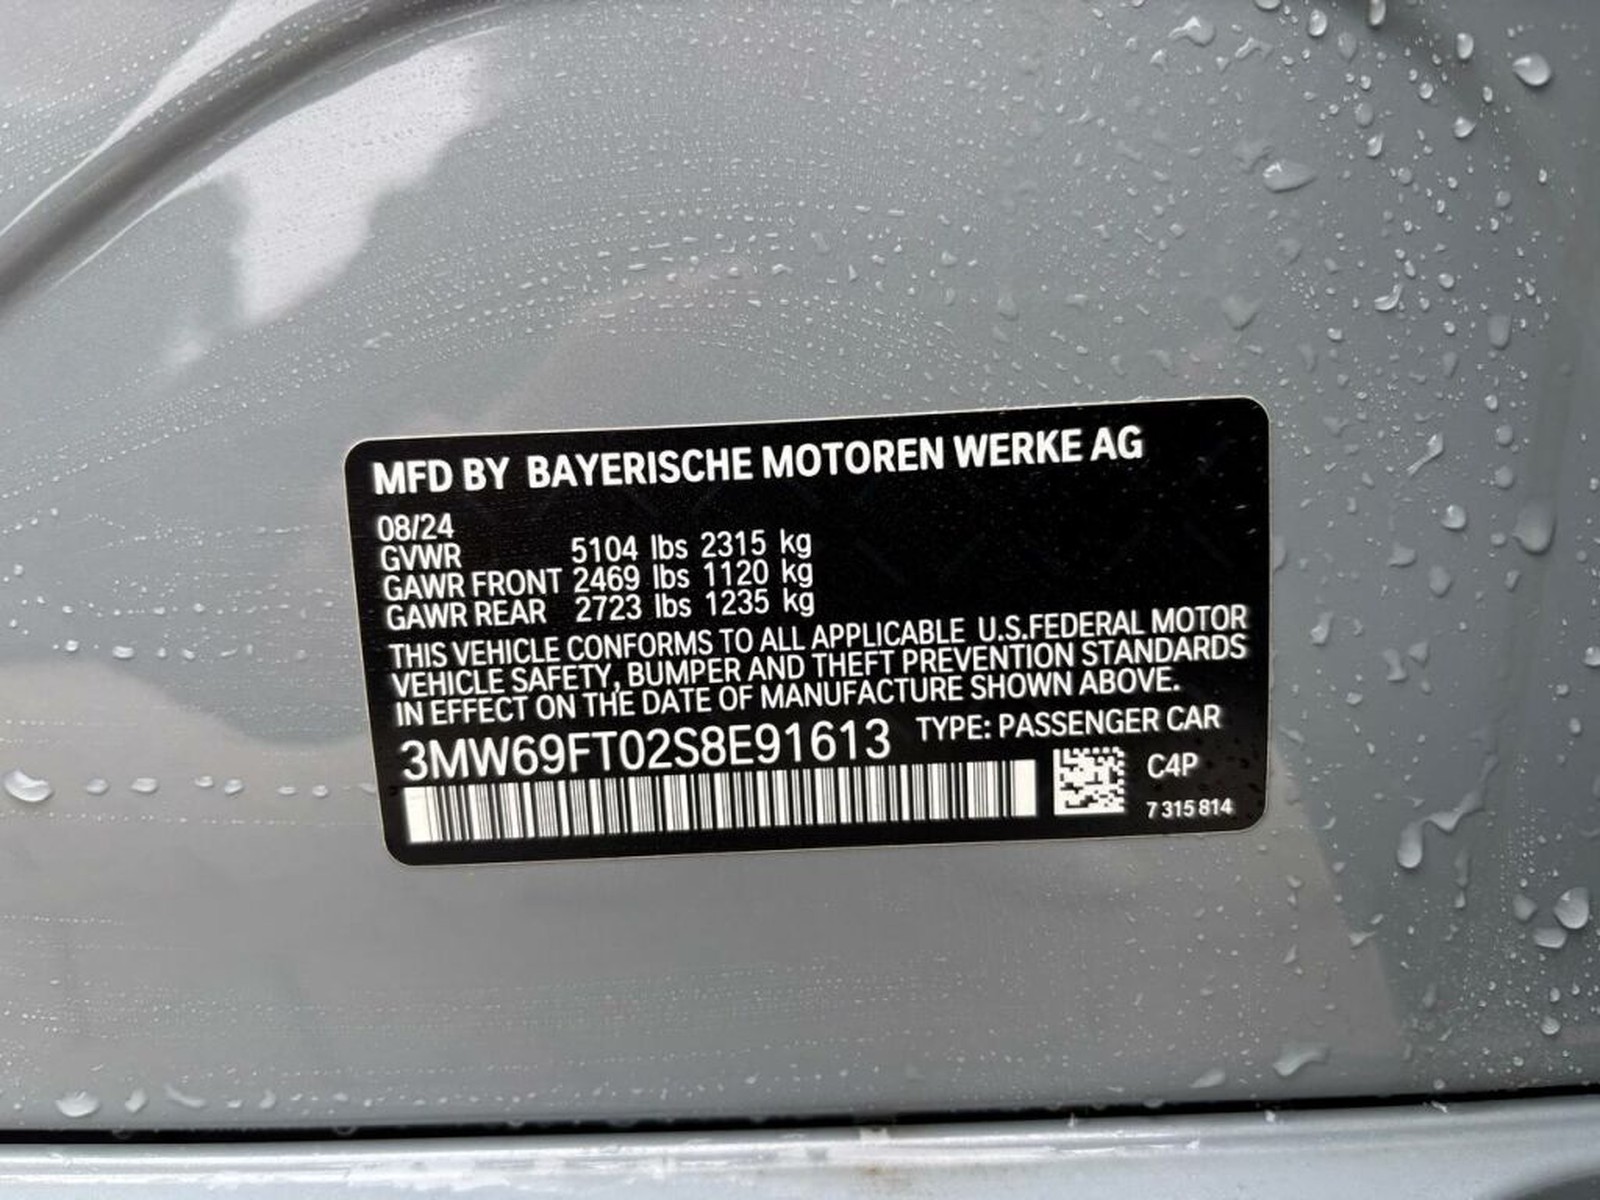 MFD BY BAYERISCHE MOTOREN WERKE AG
08/24
GVWR 5104 lbs 2315 kg
GAWR FRONT 2469 lbs 1120 kg
GAWR REAR 2723 lbs 1235 kg
THIS VEHICLE CONFORMS TO ALL APPLICABLE U.S.FEDERAL MOTOR
VEHICLE SAFETY, BUMPER AND THEFT PREVENTION STANDARDS
IN EFFECT ON THE DATE OF MANUFACTURE SHOWN ABOVE.
3MW69FT02S8E91613 TYPE: PASSENGER CAR
C4P
7 315 814